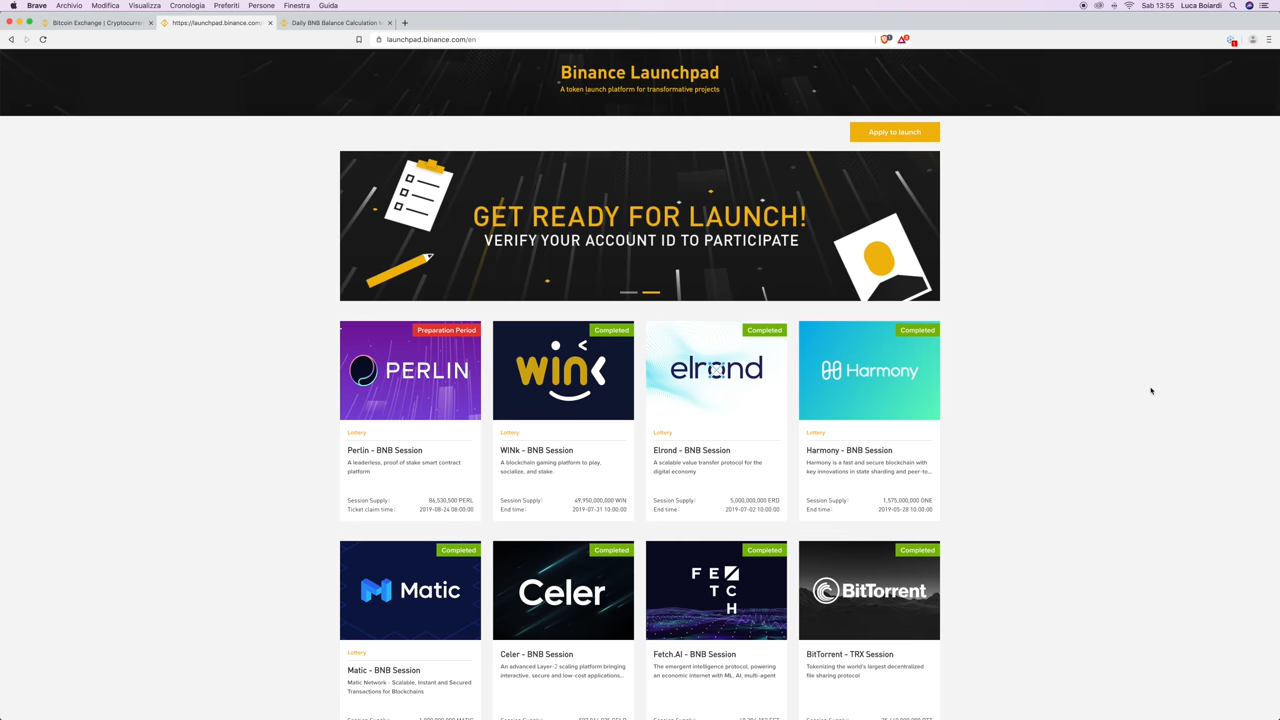 Brave Archivio Modifica Visualizza Cronologia Preferiti Persone Finestra Guida Sab 13:55 Luca Boiardi
Bitcoin Exchange | Cryptocurren
https://launchpad.binance.com/
Daily BNB Balance Calculation
launchpad.binance.com/en
Binance Launchpad
A token launch platform for transformative projects
Apply to launch
GET READY FOR LAUNCH!
VERIFY YOUR ACCOUNT ID TO PARTICIPATE
Preparation Period
PERLIN
Lottery
Perlin - BNB Session
A leaderless, proof of stake smart contract
platform
Session Supply: 86,530,500 PERL
Ticket claim time: 2019-08-24 08:00:00
Completed
wink
Lottery
WINk - BNB Session
A blockchain gaming platform to play,
socialize, and stake
Session Supply: 49,950,000,000 WIN
End time: 2019-07-31 10:00:00
Completed
elrond
Lottery
Elrond - BNB Session
A scalable value transfer protocol for the
digital economy
Session Supply: 5,000,000,000 ERD
End time: 2019-07-02 10:00:00
Completed
Harmony
Lottery
Harmony - BNB Session
Harmony is a fast and secure blockchain with
key innovations in state sharding and peer-to...
Session Supply: 1,575,000,000 ONE
End time: 2019-05-28 10:00:00
Completed
Matic
Lottery
Matic - BNB Session
Matic Network - Scalable, Instant and Secured
Transactions for Blockchains
Completed
Celer
Celer - BNB Session
An advanced Layer-2 scaling platform bringing
interactive, secure and low-cost applications...
Completed
FETCH
Fetch.AI - BNB Session
The emergent intelligence protocol, powering
an economic internet with ML, AI, multi-agent
Completed
BitTorrent
BitTorrent - TRX Session
Tokenizing the world's largest decentralized
file sharing protocol